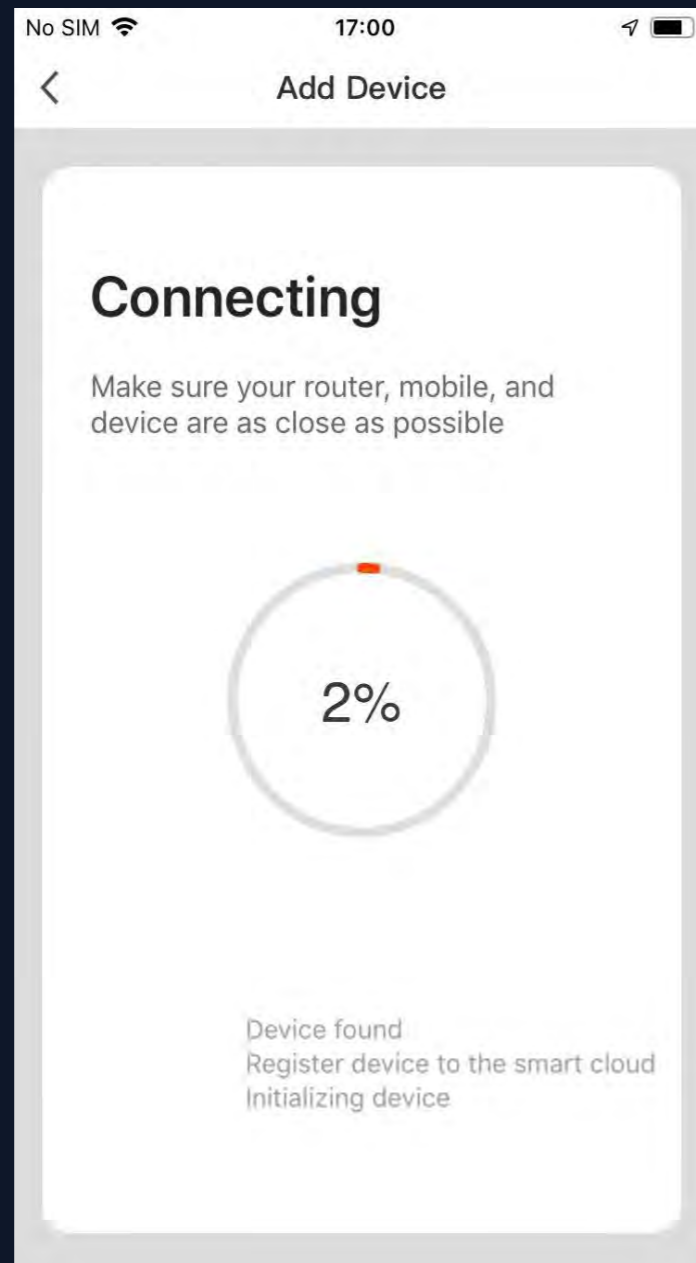 No SIM 17:00
Add Device
Connecting
Make sure your router, mobile, and
device are as close as possible
2%
Device found
Register device to the smart cloud
Initializing device